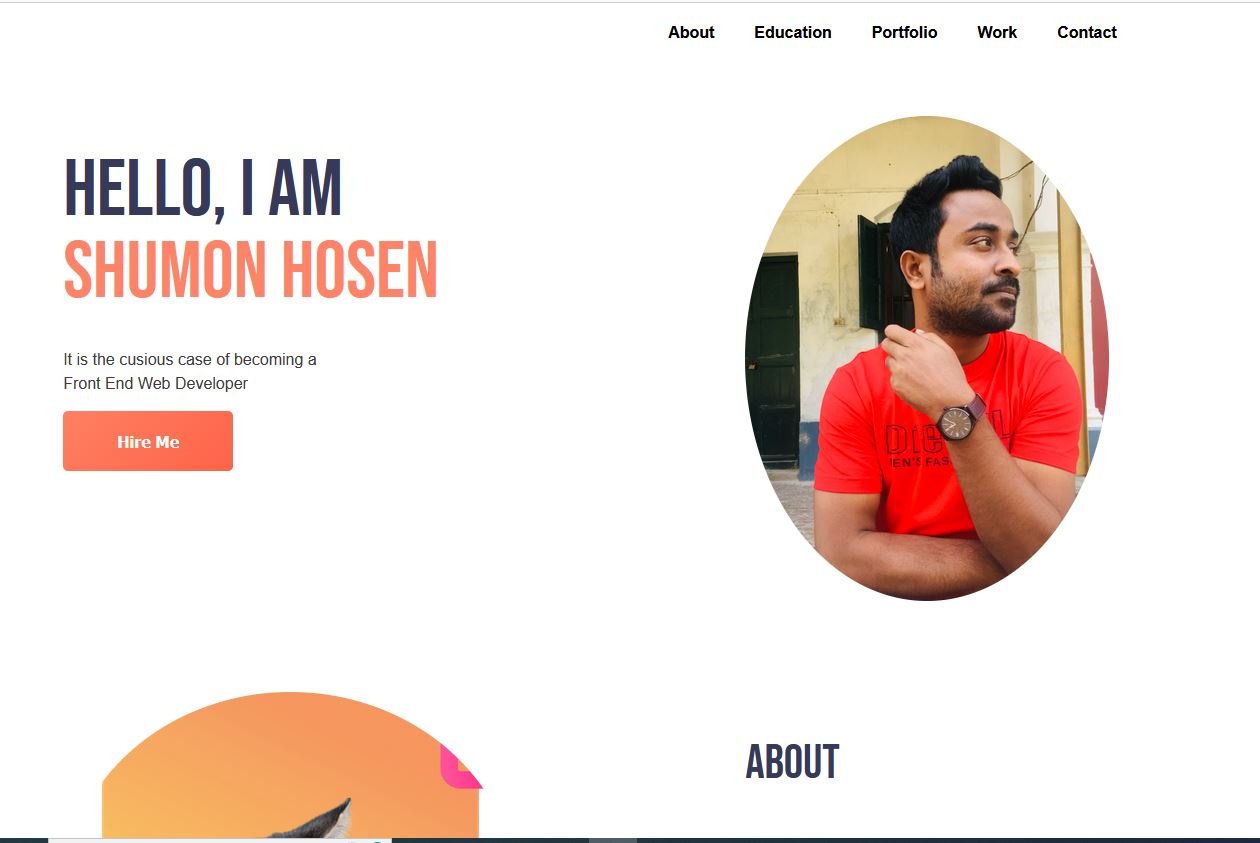 About Education Portfolio Work Contact
HELLO, I AM
SHUMON HOSEN
It is the cusious case of becoming a
Front End Web Developer
Hire Me
ABOUT